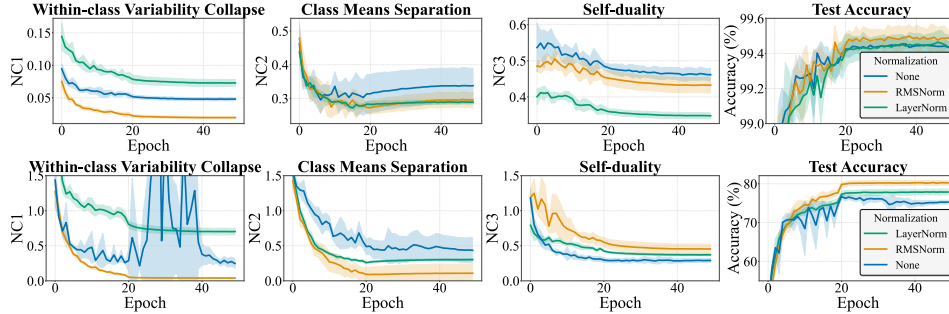 Within-class Variability Collapse
Class Means Separation
Self-duality
Test Accuracy
NC1
0.15
0.10
0.05
0
20
40
Epoch
NC2
0.5
0.4
0.3
0
20
40
Epoch
NC3
0.6
0.5
0.4
0
20
40
Epoch
Accuracy (%)
99.6
99.4
99.2
99.0
0
20
40
Epoch
Normalization
None
RMSNorm
LayerNorm
Within-class Variability Collapse
Class Means Separation
Self-duality
Test Accuracy
NC1
1.5
1.0
0.5
0.0
0
20
40
Epoch
NC2
1.5
1.0
0.5
0.0
0
20
40
Epoch
NC3
1.5
1.0
0.5
0.0
0
20
40
Epoch
Accuracy (%)
80
70
60
0
20
40
Epoch
Normalization
LayerNorm
RMSNorm
None